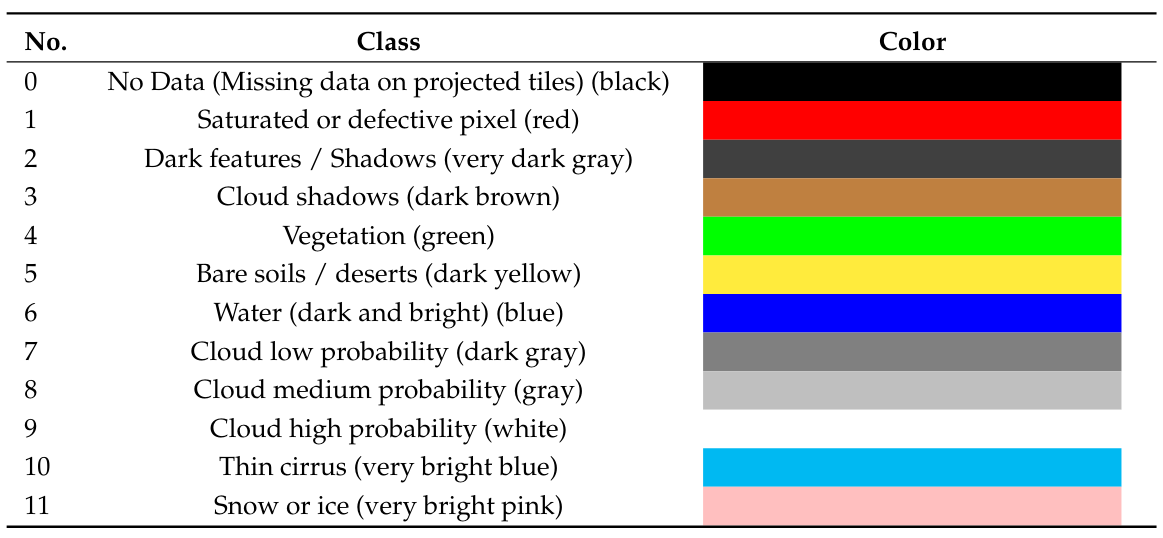 No. Class Color
0 No Data (Missing data on projected tiles) (black)
1 Saturated or defective pixel (red)
2 Dark features / Shadows (very dark gray)
3 Cloud shadows (dark brown)
4 Vegetation (green)
5 Bare soils / deserts (dark yellow)
6 Water (dark and bright) (blue)
7 Cloud low probability (dark gray)
8 Cloud medium probability (gray)
9 Cloud high probability (white)
10 Thin cirrus (very bright blue)
11 Snow or ice (very bright pink)